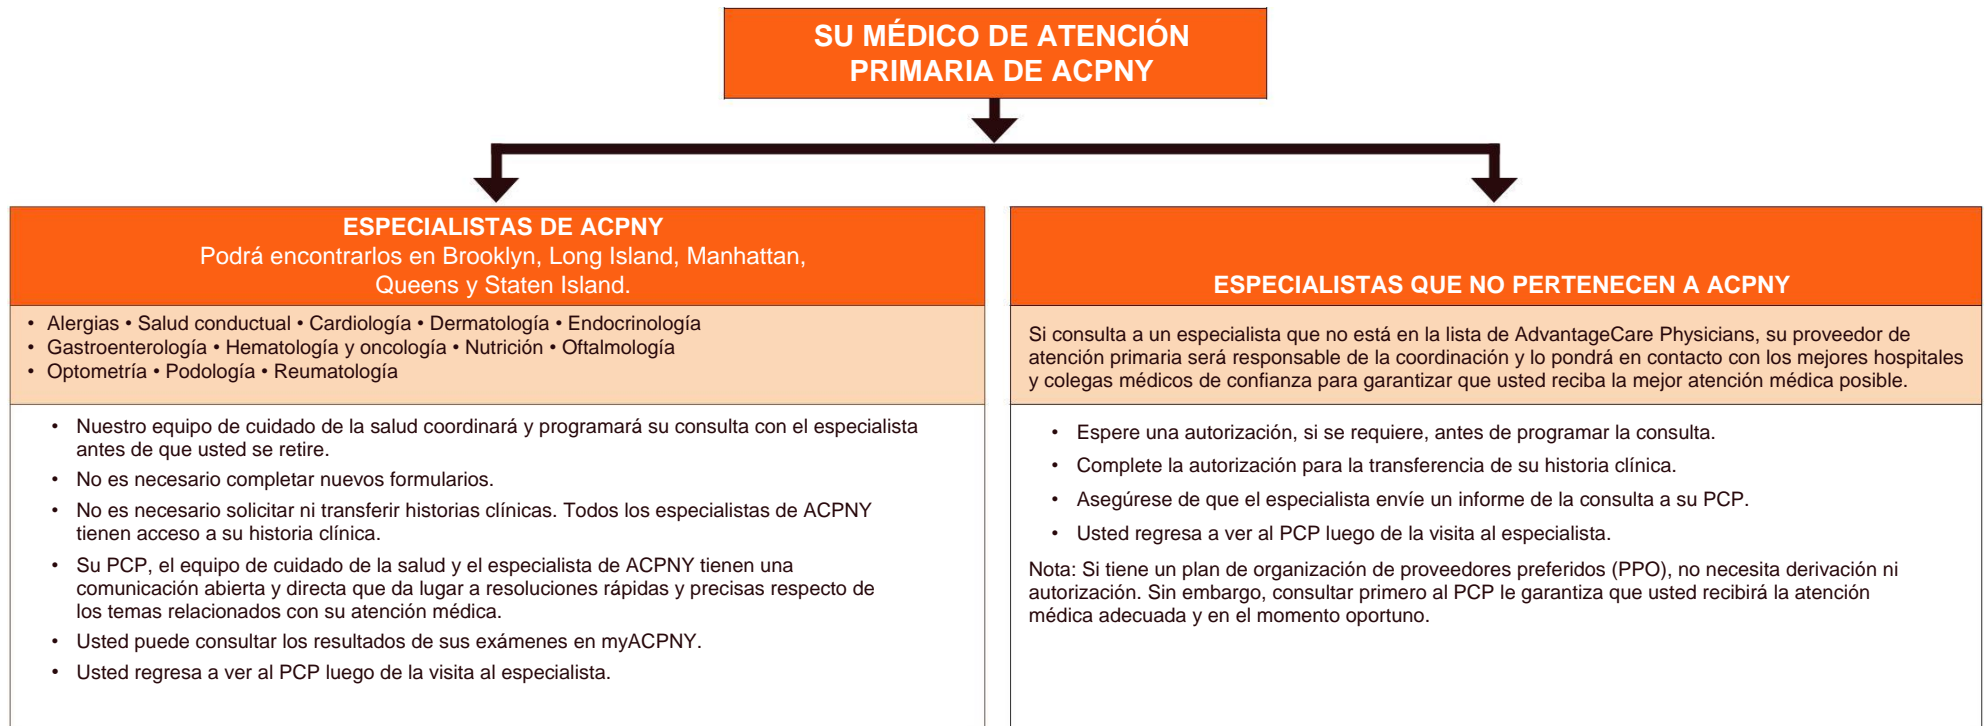 SU MÉDICO DE ATENCIÓN
PRIMARIA DE ACPNY
ESPECIALISTAS DE ACPNY
Podrá encontrarlos en Brooklyn, Long Island, Manhattan,
Queens y Staten Island.
• Alergias • Salud conductual • Cardiología • Dermatología • Endocrinología
• Gastroenterología • Hematología y oncología • Nutrición • Oftalmología
• Optometría • Podología • Reumatología
• Nuestro equipo de cuidado de la salud coordinará y programará su consulta con el especialista
antes de que usted se retire.
• No es necesario completar nuevos formularios.
• No es necesario solicitar ni transferir historias clínicas. Todos los especialistas de ACPNY
tienen acceso a su historia clínica.
• Su PCP, el equipo de cuidado de la salud y el especialista de ACPNY tienen una
comunicación abierta y directa que da lugar a resoluciones rápidas y precisas respecto de
los temas relacionados con su atención médica.
• Usted puede consultar los resultados de sus exámenes en myACPNY.
• Usted regresa a ver al PCP luego de la visita al especialista.
ESPECIALISTAS QUE NO PERTENECEN A ACPNY
Si consulta a un especialista que no está en la lista de AdvantageCare Physicians, su proveedor de
atención primaria será responsable de la coordinación y lo pondrá en contacto con los mejores hospitales
y colegas médicos de confianza para garantizar que usted reciba la mejor atención médica posible.
• Espere una autorización, si se requiere, antes de programar la consulta.
• Complete la autorización para la transferencia de su historia clínica.
• Asegúrese de que el especialista envíe un informe de la consulta a su PCP.
• Usted regresa a ver al PCP luego de la visita al especialista.
Nota: Si tiene un plan de organización de proveedores preferidos (PPO), no necesita derivación ni
autorización. Sin embargo, consultar primero al PCP le garantiza que usted recibirá la atención
médica adecuada y en el momento oportuno.